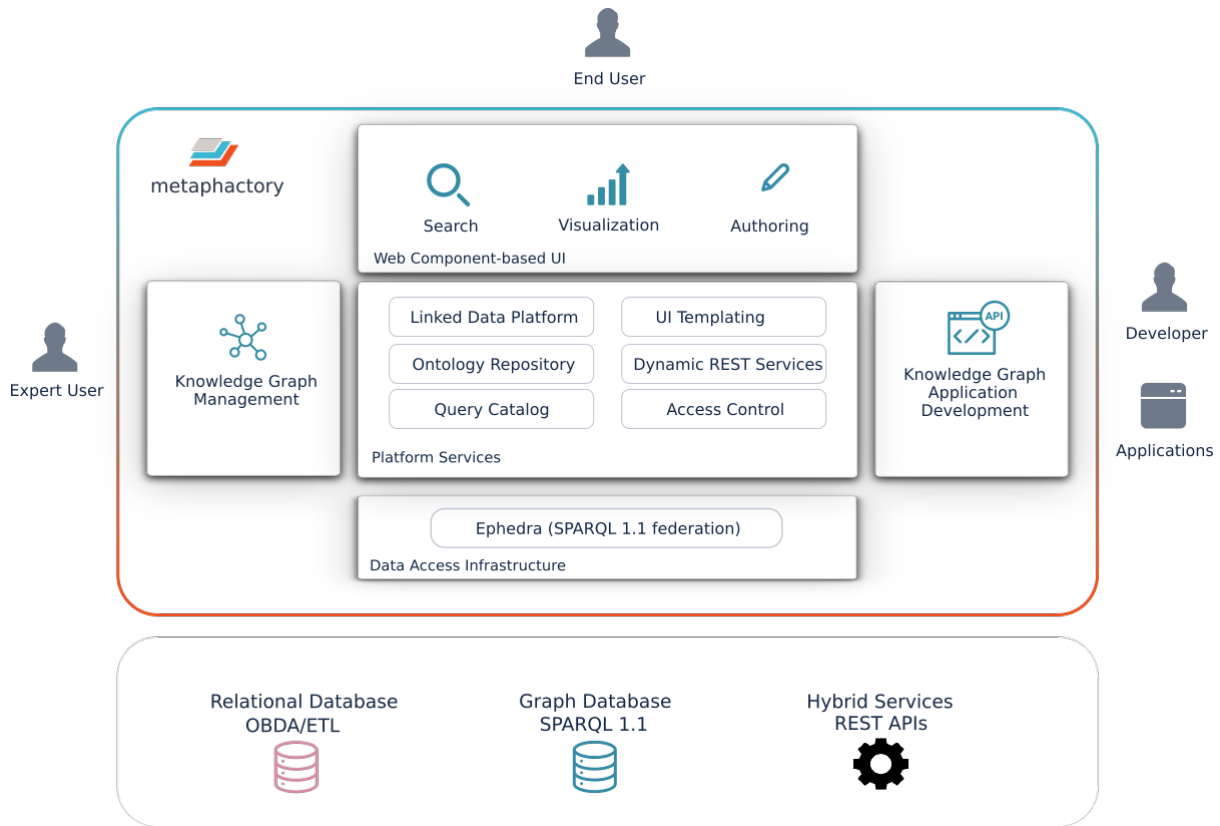 End User
metaphactory
Search
Visualization
Authoring
Web Component-based UI
Expert User
Knowledge Graph
Management
Linked Data Platform
UI Templating
Ontology Repository
Dynamic REST Services
Query Catalog
Access Control
Platform Services
API
Knowledge Graph
Application
Development
Developer
Applications
Ephedra (SPARQL 1.1 federation)
Data Access Infrastructure
Relational Database
OBDA/ETL
Graph Database
SPARQL 1.1
Hybrid Services
REST APIs